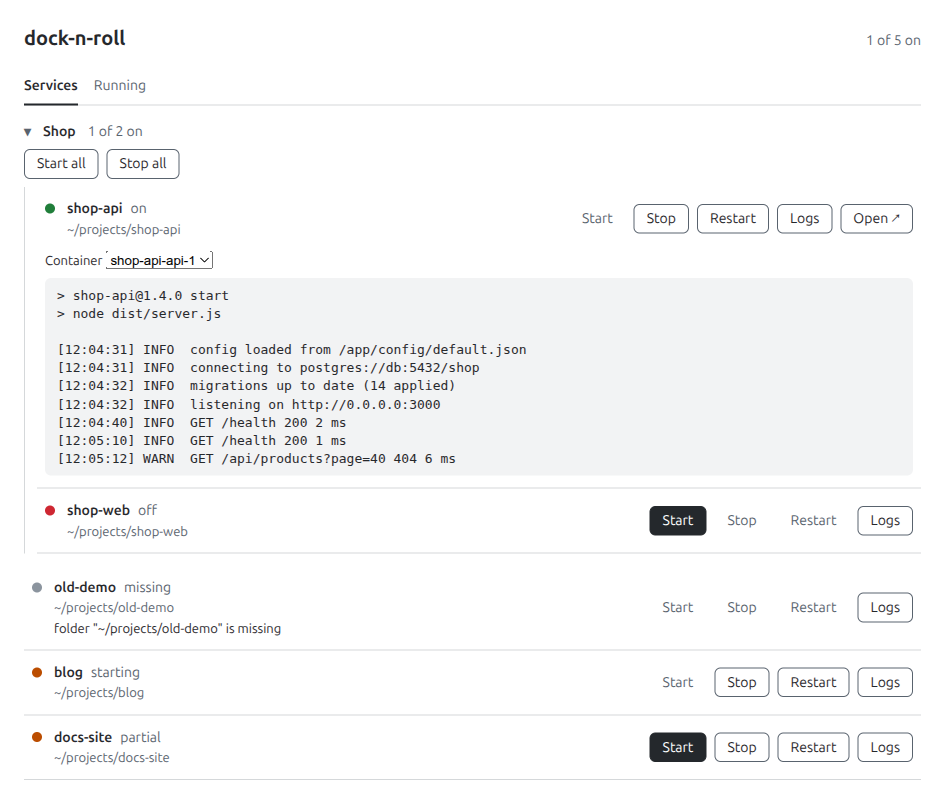 dock-n-roll
1 of 5 on
Services Running
▾ Shop 1 of 2 on
Start all Stop all
shop-api on
~/projects/shop-api
Start Stop Restart Logs Open ↗
Container shop-api-api-1
> shop-api@1.4.0 start
> node dist/server.js
[12:04:31] INFO  config loaded from /app/config/default.json
[12:04:31] INFO  connecting to postgres://db:5432/shop
[12:04:32] INFO  migrations up to date (14 applied)
[12:04:32] INFO  listening on http://0.0.0.0:3000
[12:04:40] INFO  GET /health 200 2 ms
[12:05:10] INFO  GET /health 200 1 ms
[12:05:12] WARN  GET /api/products?page=40 404 6 ms
shop-web off
~/projects/shop-web
Start Stop Restart Logs
old-demo missing
~/projects/old-demo
folder "~/projects/old-demo" is missing
Start Stop Restart Logs
blog starting
~/projects/blog
Start Stop Restart Logs
docs-site partial
~/projects/docs-site
Start Stop Restart Logs